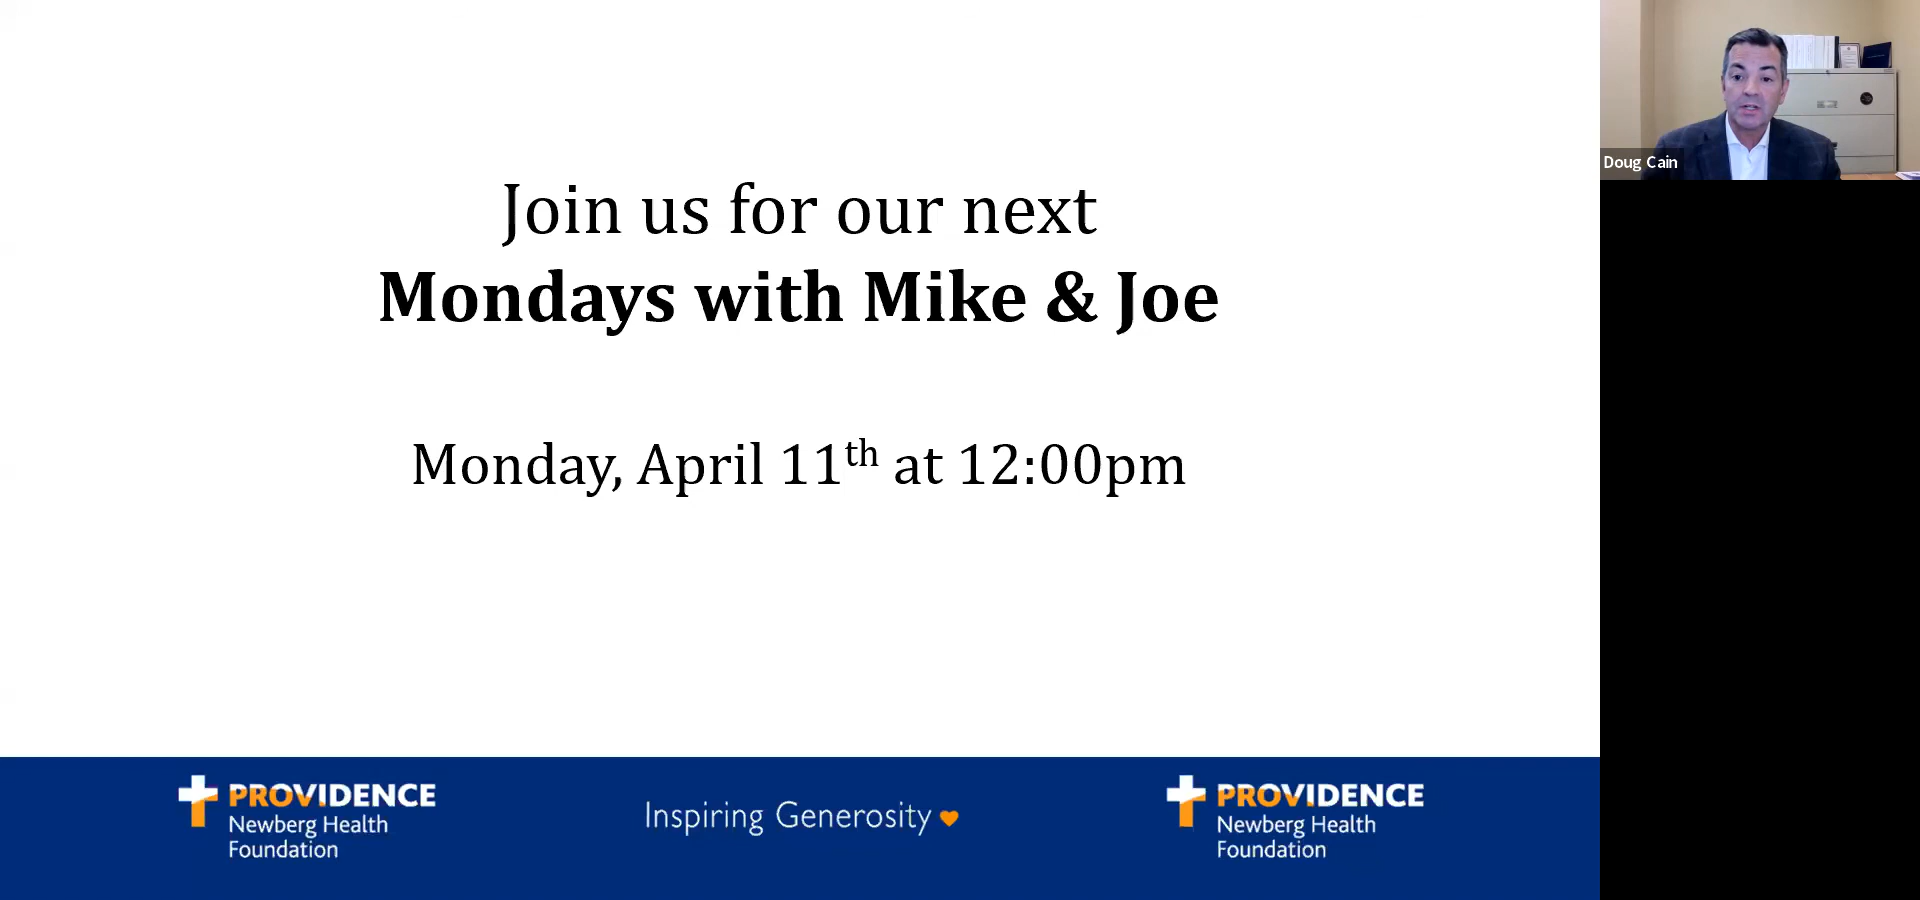 Join us for our next
Mondays with Mike & Joe
Monday, April 11th at 12:00pm
Doug Cain
PROVIDENCE
Newberg Health
Foundation
Inspiring Generosity
PROVIDENCE
Newberg Health
Foundation